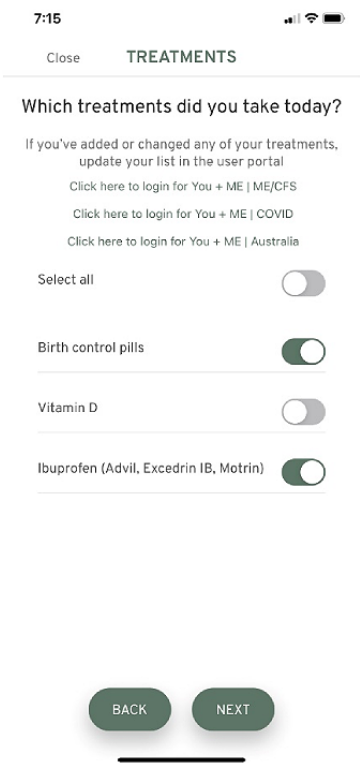 7:15
Close
TREATMENTS
Which treatments did you take today?
If you've added or changed any of your treatments,
update your list in the user portal
Click here to login for You + ME | ME/CFS
Click here to login for You + ME | COVID
Click here to login for You + ME | Australia
Select all
Birth control pills
Vitamin D
Ibuprofen (Advil, Excedrin IB, Motrin)
BACK
NEXT